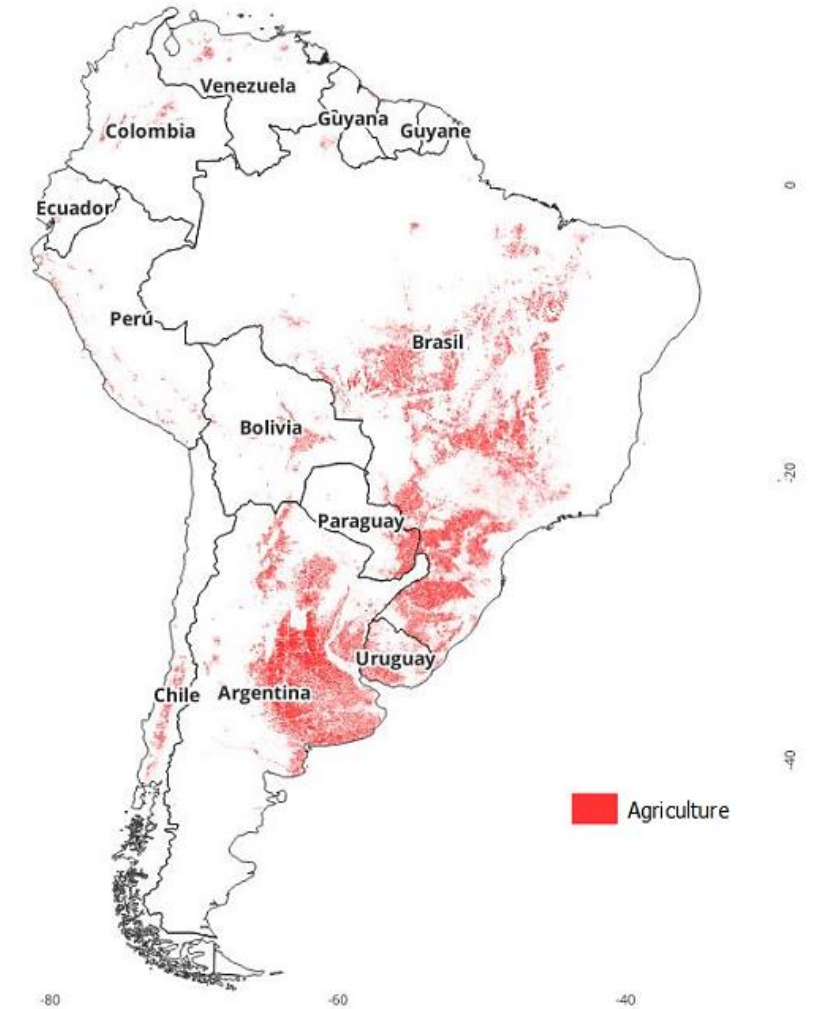 Venezuela
Guyana
Colombia
Guyane
0
Ecuador
Perú
Brasil
Bolivia
-20
Paraguay
Uruguay
Chile
Argentina
-40
Agriculture
-80
-60
-40